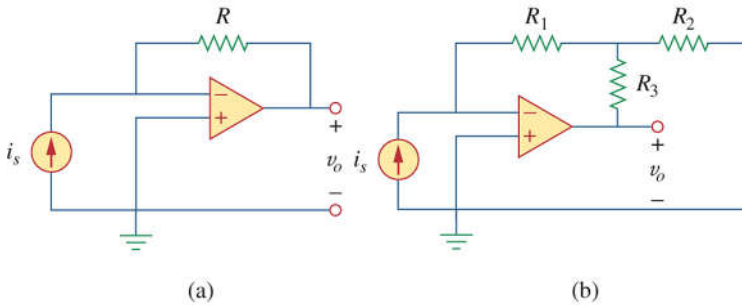 R
R₁
R₂
R₃
−
+
−
+
iₛ
+
vₒ
−
iₛ
+
vₒ
−
(a)
(b)